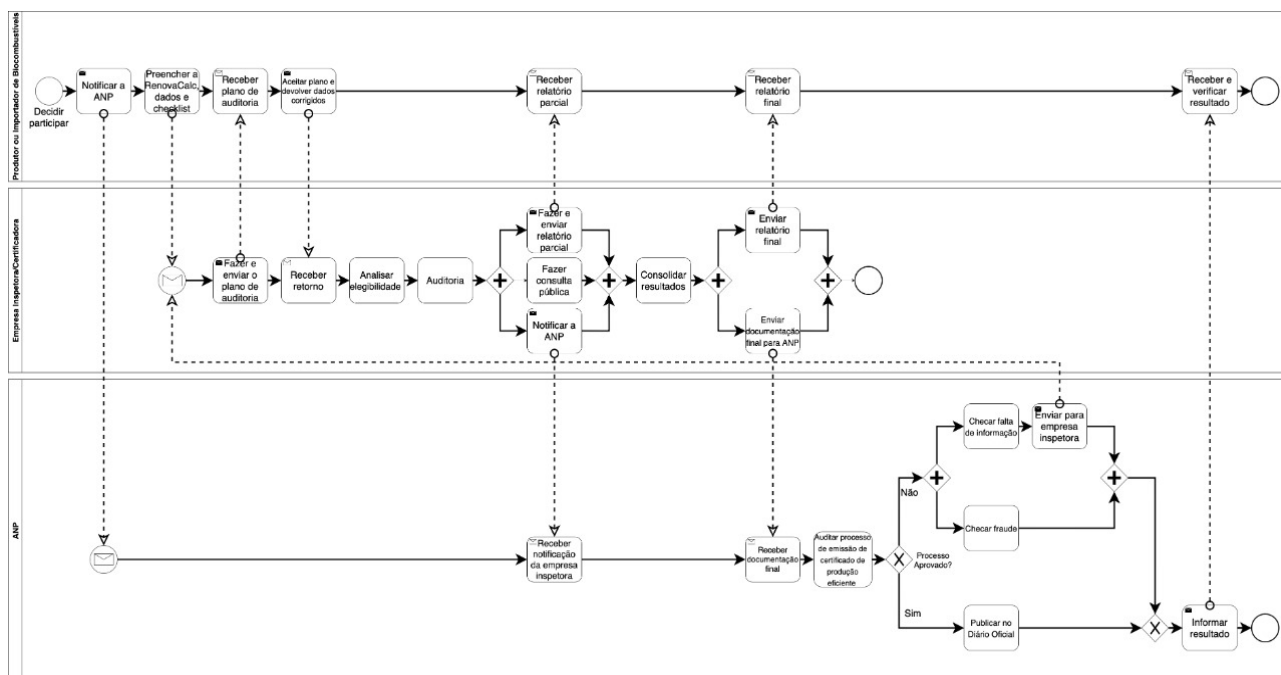 Produtor ou Importador de Biocombustíveis
Decidir
participar
Notificar a
ANP
Preencher a
RenovaCalc,
dados e
checklist
Receber
plano de
auditoria
Aceitar plano e
devolver dados
corrigidos
Receber
relatório
parcial
Receber
relatório
final
Receber e
verificar
resultado
Empresa Inspetora/Certificadora
Fazer e
enviar o
plano de
auditoria
Receber
retorno
Analisar
elegibilidade
Auditoria
Fazer e
enviar
relatório
parcial
Fazer
consulta
pública
Notificar a
ANP
Consolidar
resultados
Enviar
relatório
final
Enviar
documentação
final para ANP
ANP
Receber
notificação
da empresa
inspetora
Receber
documentação
final
Auditar processo
de emissão de
certificado de
produção
eficiente
Processo
Aprovado?
Não
Sim
Checar falta
de informação
Enviar para
empresa
inspetora
Checar fraude
Publicar no
Diário Oficial
Informar
resultado